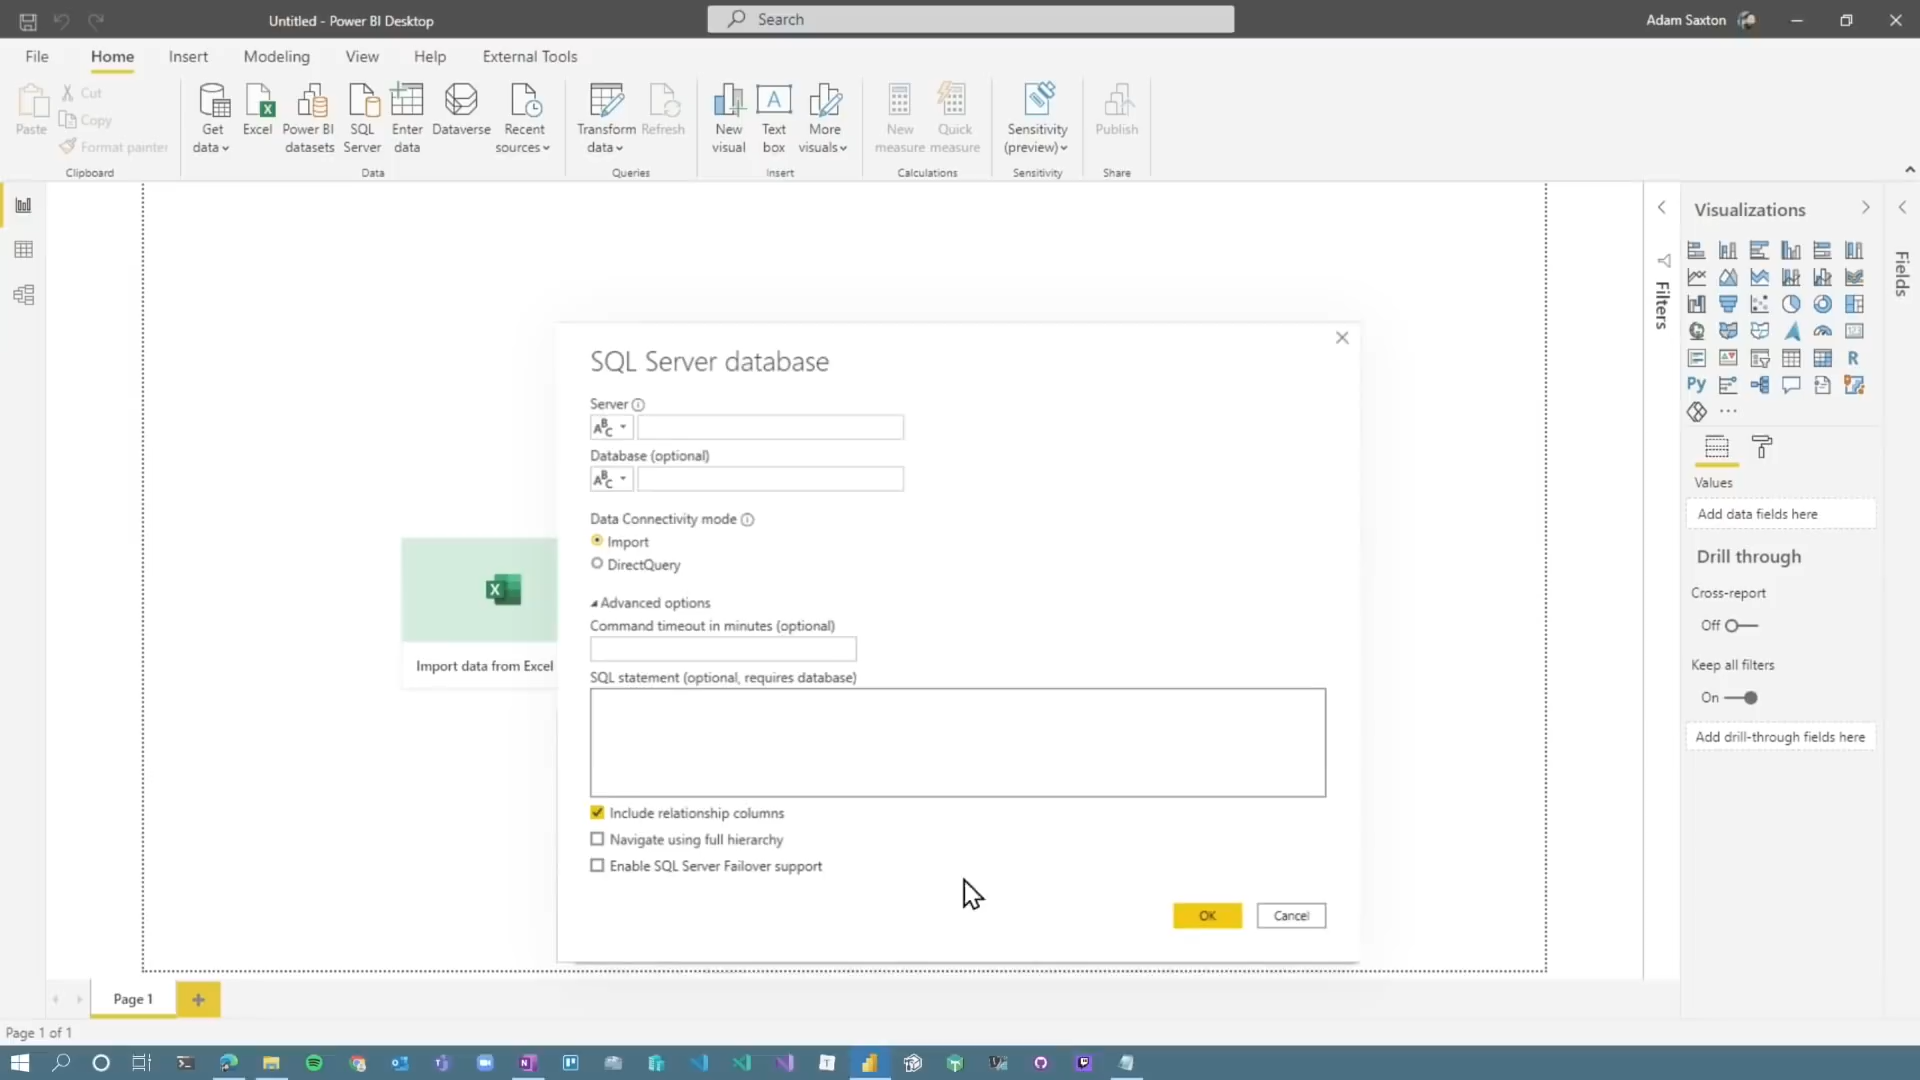 Untitled - Power BI Desktop
Search
Adam Saxton
File Home Insert Modeling View Help External Tools
Paste
Cut
Copy
Format painter
Clipboard
Get data
Excel
Power BI datasets
SQL Server
Enter data
Dataverse
Recent sources
Data
Transform data
Refresh
Queries
New visual
Text box
More visuals
Insert
New measure
Quick measure
Calculations
Sensitivity (preview)
Sensitivity
Publish
Share
SQL Server database
Server
ABC
Database (optional)
ABC
Data Connectivity mode
Import
DirectQuery
Advanced options
Command timeout in minutes (optional)
SQL statement (optional, requires database)
Include relationship columns
Navigate using full hierarchy
Enable SQL Server Failover support
OK
Cancel
Import data from Excel
Filters
Visualizations
R
Py
Values
Add data fields here
Drill through
Cross-report
Off
Keep all filters
On
Add drill-through fields here
Fields
Page 1
Page 1 of 1